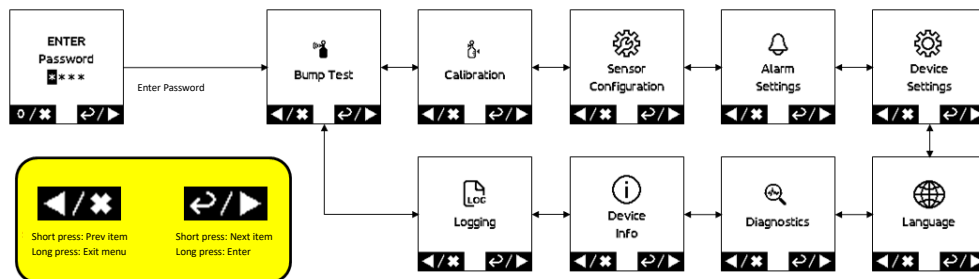 ENTER
Password
****
0/✖ ↵/▶
Enter Password
Bump Test
◀/✖ ↵/▶
Calibration
◀/✖ ↵/▶
Sensor
Configuration
◀/✖ ↵/▶
Alarm
Settings
◀/✖ ↵/▶
Device
Settings
◀/✖ ↵/▶
LOG
Logging
◀/✖ ↵/▶
Device
Info
◀/✖ ↵/▶
Diagnostics
◀/✖ ↵/▶
Language
◀/✖ ↵/▶
◀/✖
Short press: Prev item
Long press: Exit menu
↵/▶
Short press: Next item
Long press: Enter